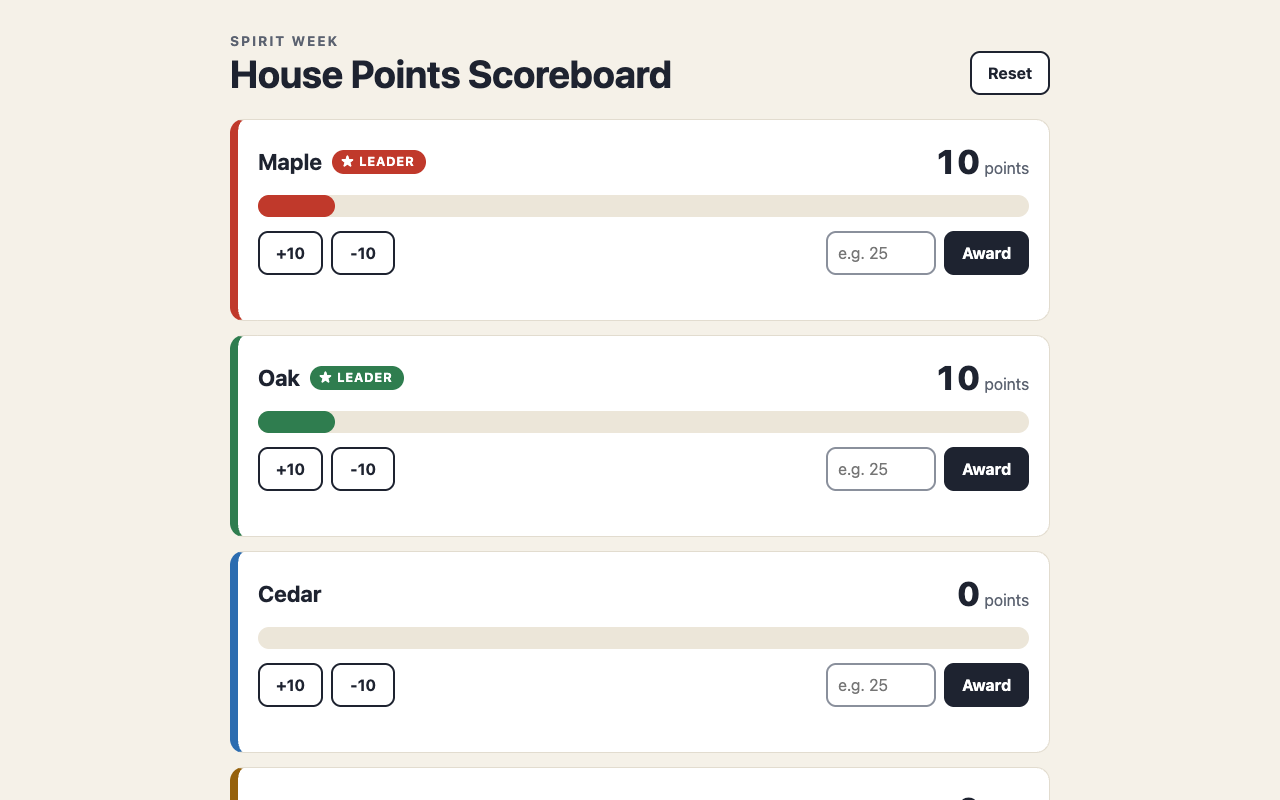 SPIRIT WEEK
House Points Scoreboard
Reset
Maple
LEADER
10 points
+10
-10
e.g. 25
Award
Oak
LEADER
10 points
+10
-10
e.g. 25
Award
Cedar
0 points
+10
-10
e.g. 25
Award